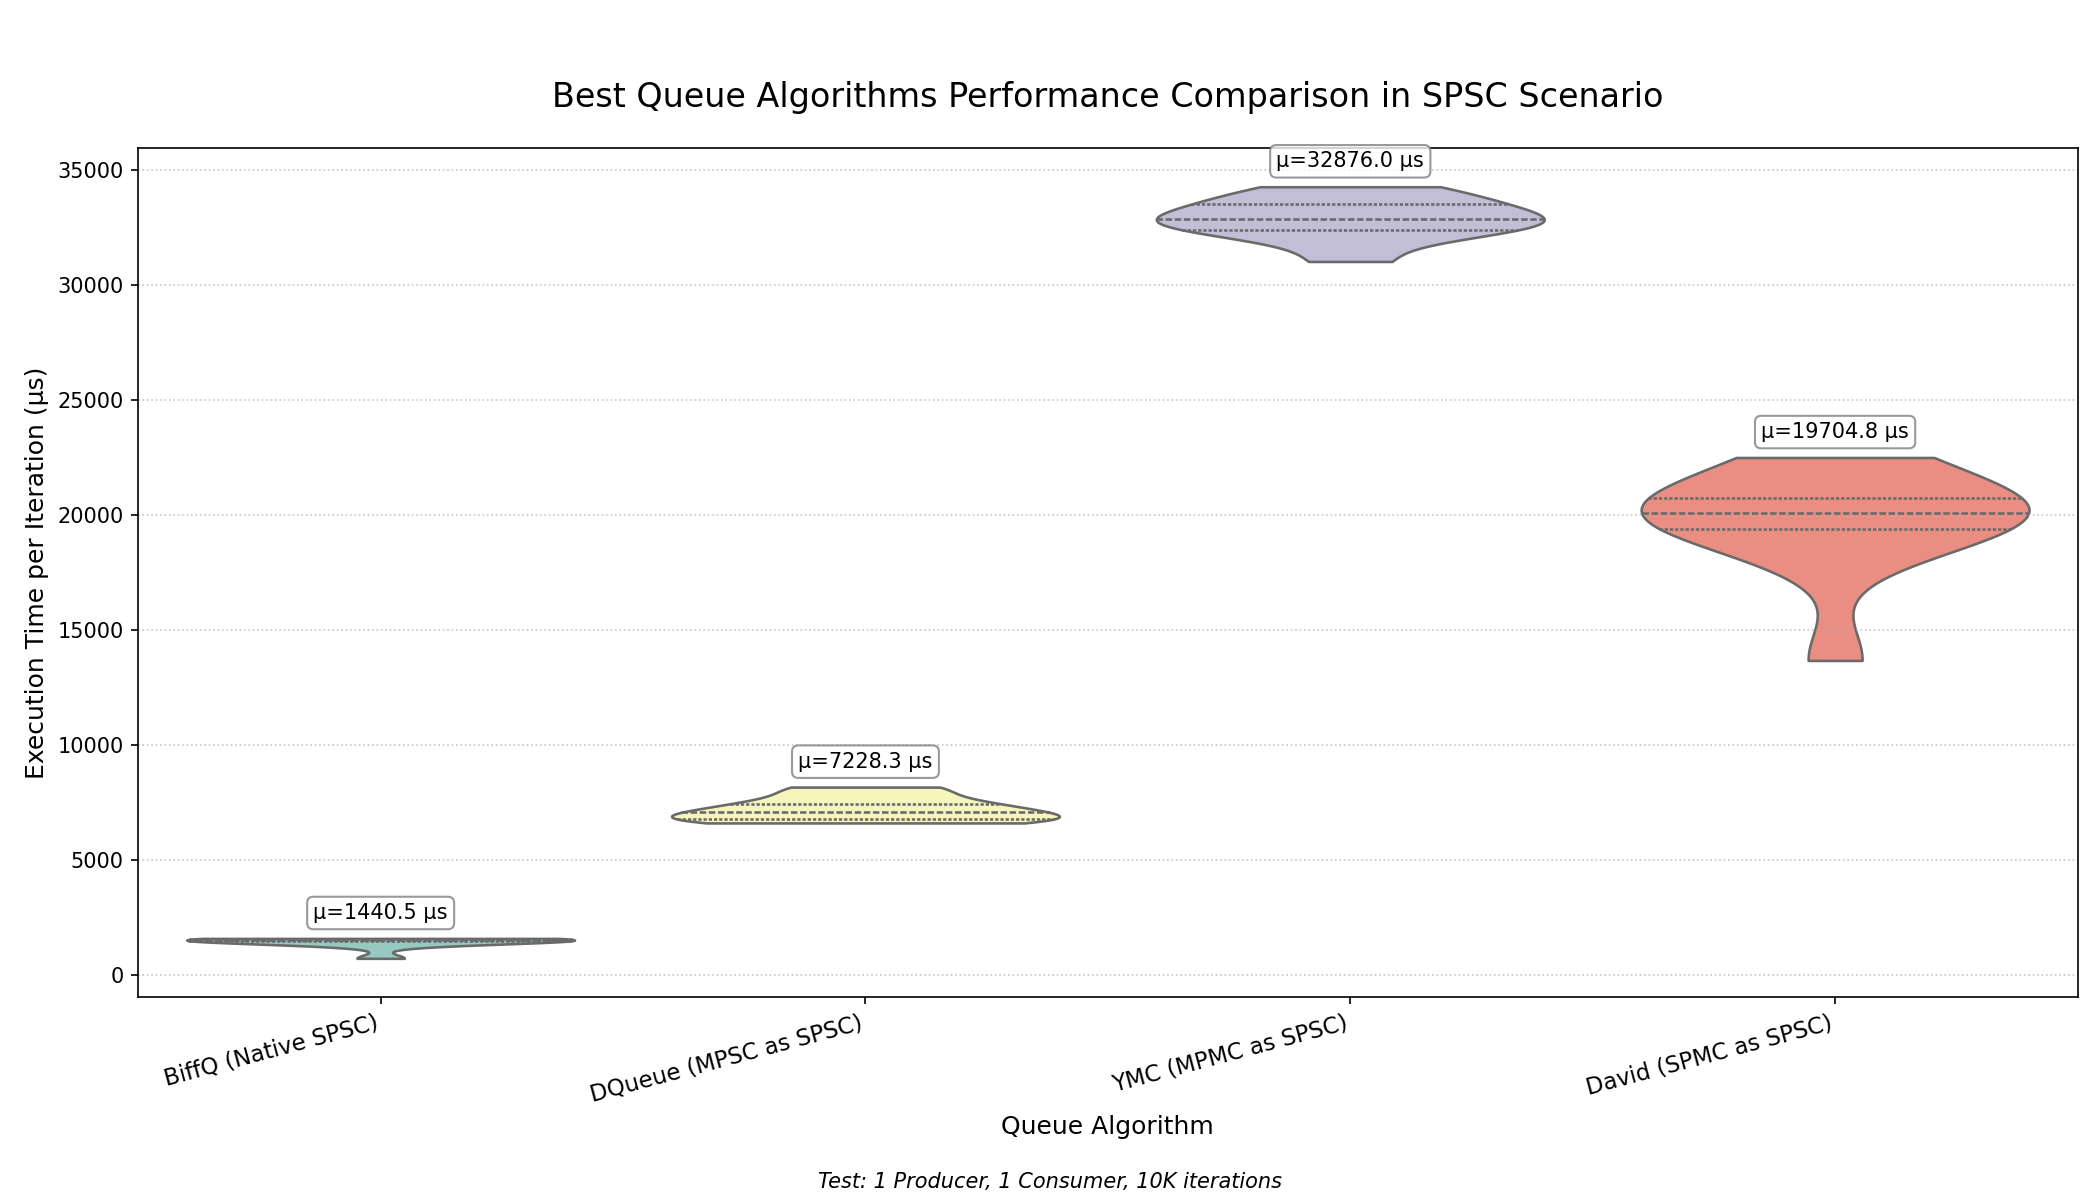 Best Queue Algorithms Performance Comparison in SPSC Scenario
Execution Time per Iteration (µs)
35000
30000
25000
20000
15000
10000
5000
0
µ=1440.5 µs
µ=7228.3 µs
µ=32876.0 µs
µ=19704.8 µs
BiffQ (Native SPSC)
DQueue (MPSC as SPSC)
YMC (MPMC as SPSC)
David (SPMC as SPSC)
Queue Algorithm
Test: 1 Producer, 1 Consumer, 10K iterations